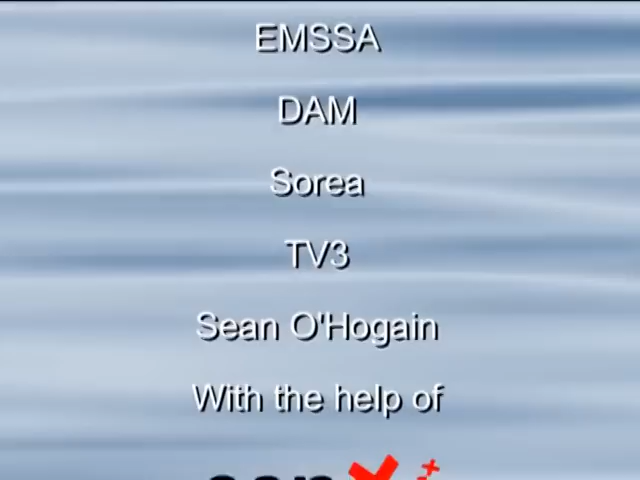 EMSSA
DAM
Sorea
TV3
Sean O'Hogain
With the help of